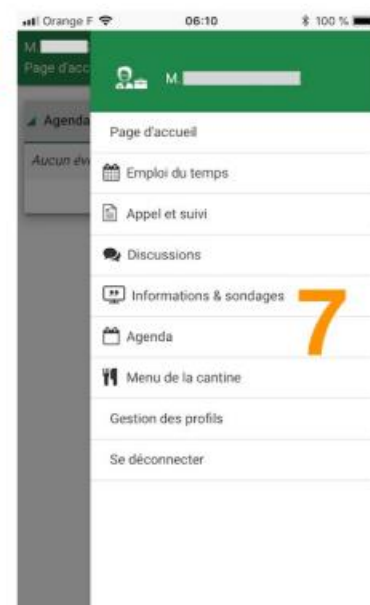 Orange F 06:10 100 %
M.
Page d'acc
M.
Agenda
Aucun évé
Page d'accueil
Emploi du temps
Appel et suivi
Discussions
Informations & sondages
7
Agenda
Menu de la cantine
Gestion des profils
Se déconnecter